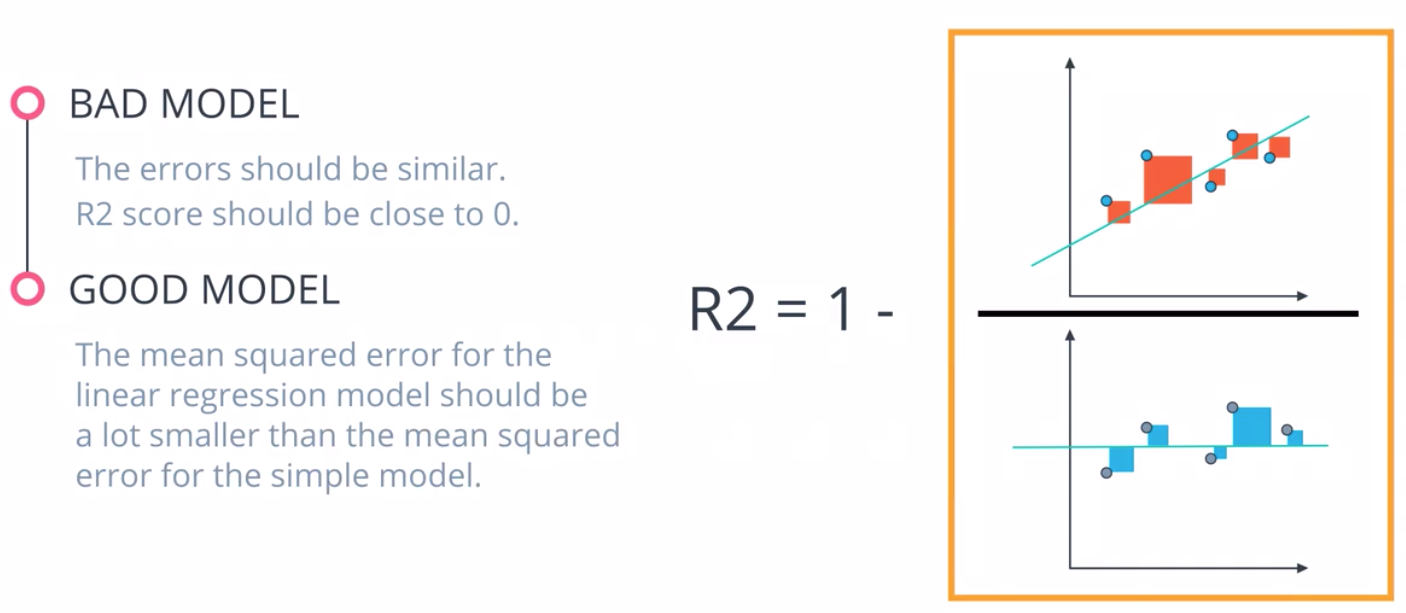 BAD MODEL
The errors should be similar.
R2 score should be close to 0.
GOOD MODEL
The mean squared error for the
linear regression model should be
a lot smaller than the mean squared
error for the simple model.
R2 = 1 -